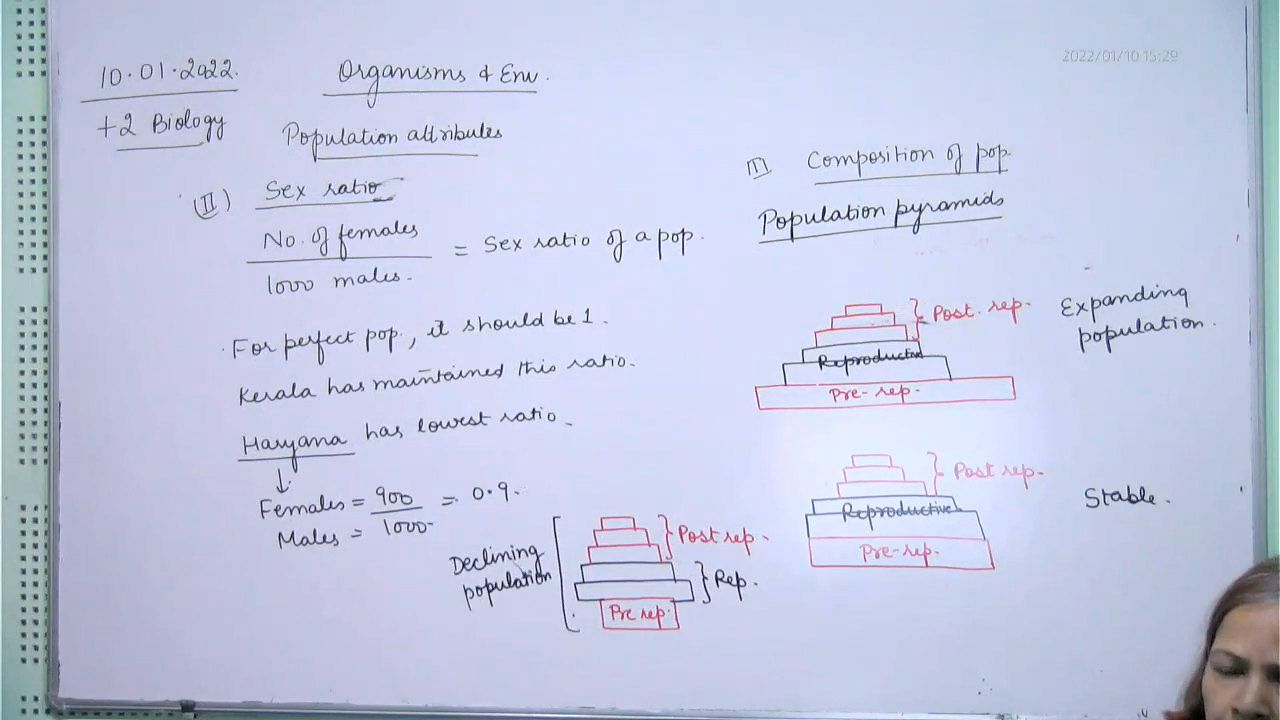 2022/01/10 15:29
10.01.2022.
+2 Biology
Organisms & Env.
Population attributes
(II) Sex ratio
No. of females
1000 males.
= Sex ratio of a pop.
For perfect pop., it should be 1.
Kerala has maintained this ratio.
Haryana has lowest ratio.
↓
Females = 900
Males = 1000
= 0.9.
III Composition of pop.
Population pyramids
Post. rep.
Reproductive
Pre-rep.
Expanding
population.
Post rep.
Reproductive
Pre-rep.
Stable.
Declining
population
Post rep.
Rep.
Pre rep.